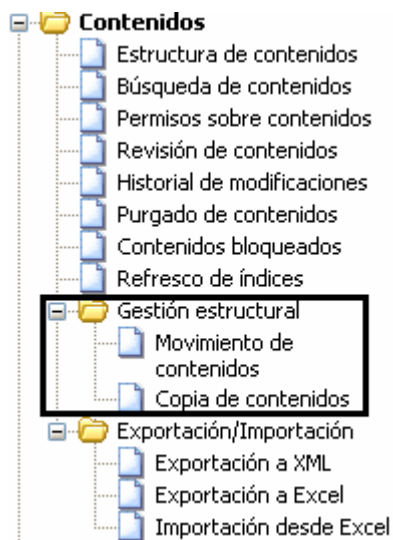 Contenidos
Estructura de contenidos
Búsqueda de contenidos
Permisos sobre contenidos
Revisión de contenidos
Historial de modificaciones
Purgado de contenidos
Contenidos bloqueados
Refresco de índices
Gestión estructural
Movimiento de
contenidos
Copia de contenidos
Exportación/Importación
Exportación a XML
Exportación a Excel
Importación desde Excel